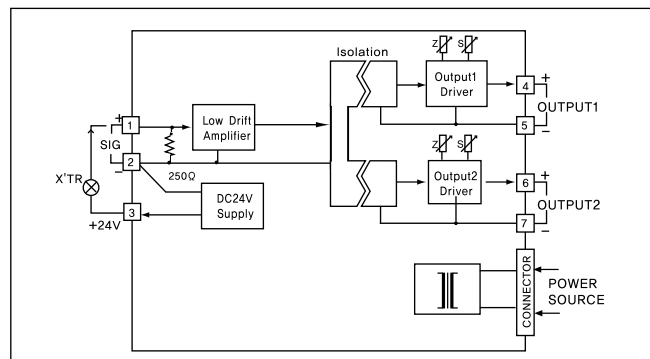 Isolation
Z
S
Output1
Driver
4
+
OUTPUT1
5
−
Low Drift
Amplifier
+
1
SIG
−
2
250Ω
X'TR
+24V
3
DC24V
Supply
Z
S
Output2
Driver
6
+
OUTPUT2
7
−
CONNECTOR
POWER
SOURCE